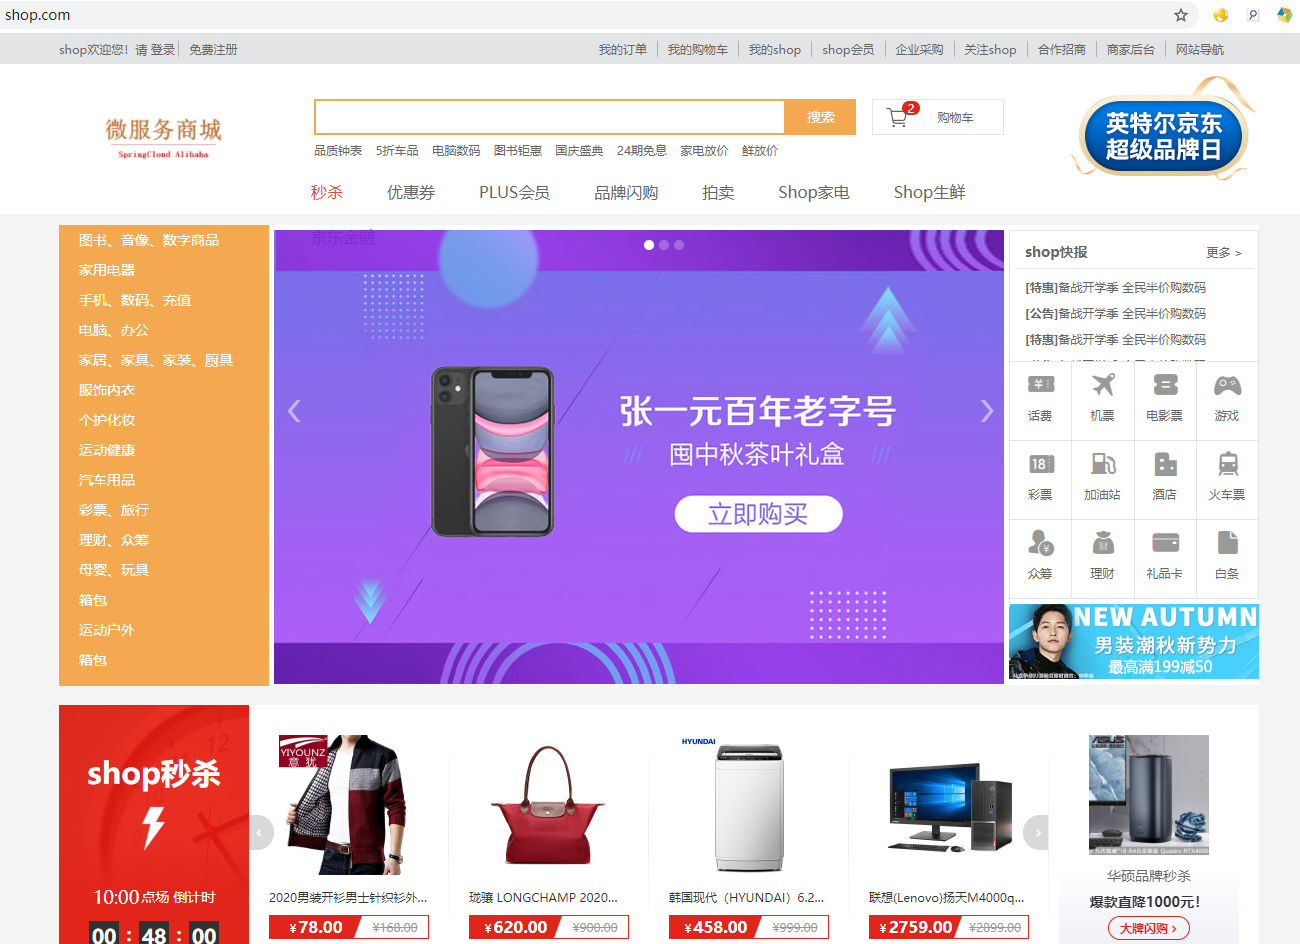 shop.com
shop欢迎您！请 登录 免费注册
我的订单 我的购物车 我的shop shop会员 企业采购 关注shop 合作招商 商家后台 网站导航
微服务商城
SpringCloud Alibaba
搜索
2 购物车
品质钟表 5折车品 电脑数码 图书钜惠 国庆盛典 24期免息 家电放价 鲜放价
英特尔京东
超级品牌日
秒杀 优惠券 PLUS会员 品牌闪购 拍卖 Shop家电 Shop生鲜
京东金融
图书、音像、数字商品
家用电器
手机、数码、充值
电脑、办公
家居、家具、家装、厨具
服饰内衣
个护化妆
运动健康
汽车用品
彩票、旅行
理财、众筹
母婴、玩具
箱包
运动户外
箱包
张一元百年老字号
/// 囤中秋茶叶礼盒 ///
立即购买
shop快报 更多 >
[特惠]备战开学季 全民半价购数码
[公告]备战开学季 全民半价购数码
[特惠]备战开学季 全民半价购数码
话费 机票 电影票 游戏
18
彩票 加油站 酒店 火车票
众筹 理财 礼品卡 白条
NEW AUTUMN
男装潮秋新势力
最高满199减50
shop秒杀
10:00点场 倒计时
00 : 48 : 00
YIYOUNZ
意犹
2020男装开衫男士针织衫外...
¥ 78.00 ¥168.00
珑骧 LONGCHAMP 2020...
¥ 620.00 ¥900.00
HYUNDAI
韩国现代（HYUNDAI）6.2...
¥ 458.00 ¥999.00
联想(Lenovo)扬天M4000q...
¥ 2759.00 ¥2899.00
ASUS
华硕品牌秒杀
爆款直降1000元！
大牌闪购 ›